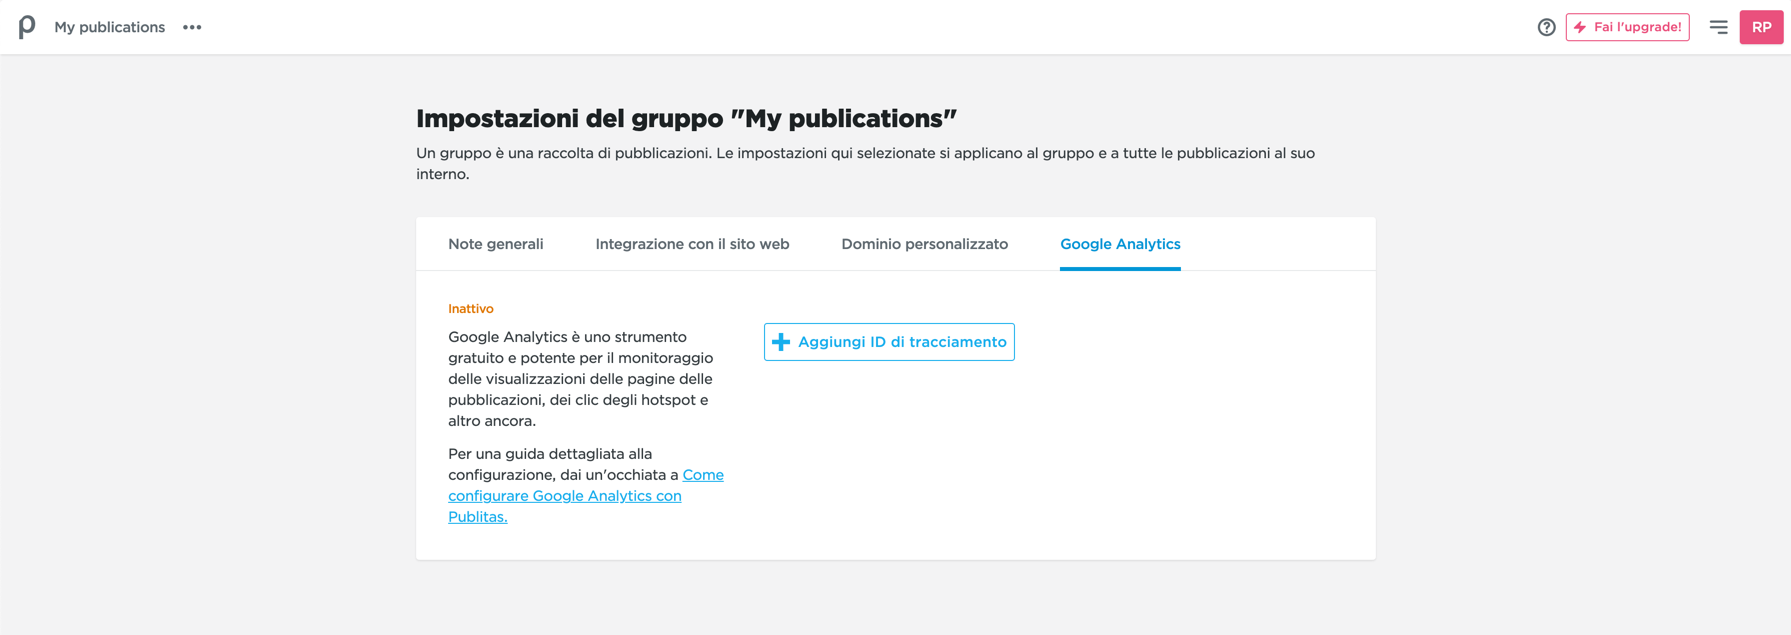 My publications
Fai l'upgrade!
RP
Impostazioni del gruppo "My publications"
Un gruppo è una raccolta di pubblicazioni. Le impostazioni qui selezionate si applicano al gruppo e a tutte le pubblicazioni al suo
interno.
Note generali
Integrazione con il sito web
Dominio personalizzato
Google Analytics
Inattivo
Google Analytics è uno strumento
gratuito e potente per il monitoraggio
delle visualizzazioni delle pagine delle
pubblicazioni, dei clic degli hotspot e
altro ancora.
Per una guida dettagliata alla
configurazione, dai un'occhiata a Come
configurare Google Analytics con
Publitas.
Aggiungi ID di tracciamento